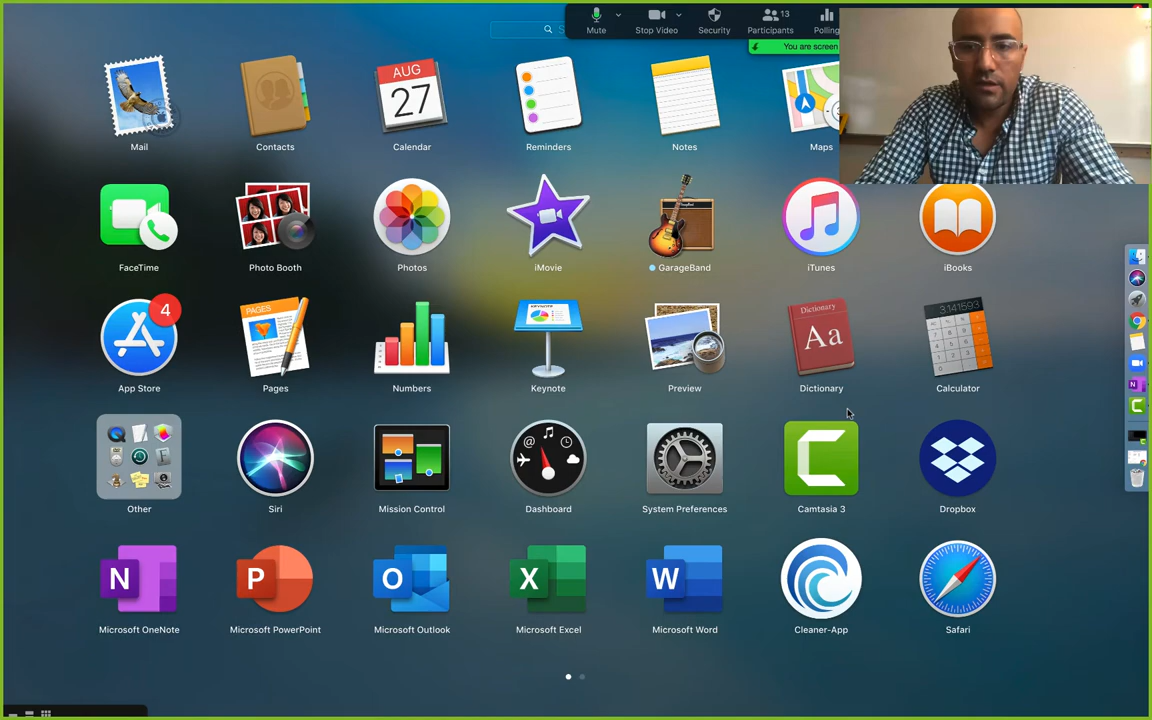 S
13
Mute
Stop Video
Security
Participants
Polling
You are screen
AUG
27
Mail
Contacts
Calendar
Reminders
Notes
Maps
FaceTime
Photo Booth
Photos
iMovie
GarageBand
iTunes
iBooks
4
PAGES
KEYNOTE
Dictionary
Aa
3.141593
App Store
Pages
Numbers
Keynote
Preview
Dictionary
Calculator
Other
Siri
Mission Control
Dashboard
System Preferences
Camtasia 3
Dropbox
N
P
O
X
W
Microsoft OneNote
Microsoft PowerPoint
Microsoft Outlook
Microsoft Excel
Microsoft Word
Cleaner-App
Safari